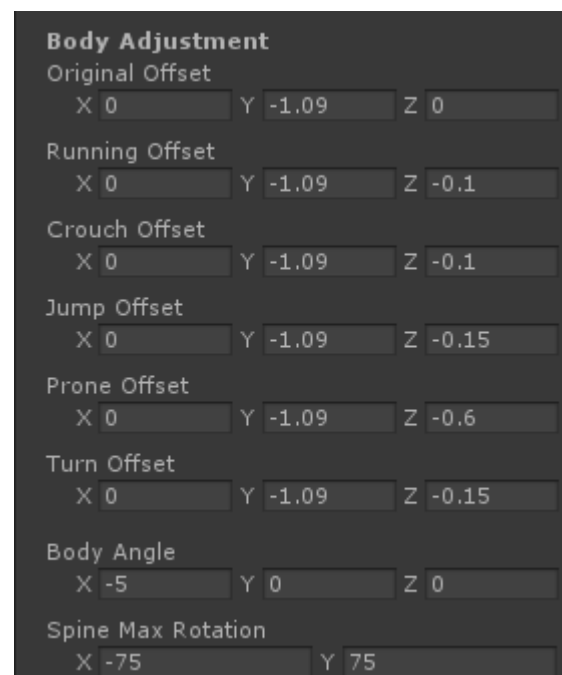 Body Adjustment
Original Offset
X 0 Y -1.09 Z 0
Running Offset
X 0 Y -1.09 Z -0.1
Crouch Offset
X 0 Y -1.09 Z -0.1
Jump Offset
X 0 Y -1.09 Z -0.15
Prone Offset
X 0 Y -1.09 Z -0.6
Turn Offset
X 0 Y -1.09 Z -0.15
Body Angle
X -5 Y 0 Z 0
Spine Max Rotation
X -75 Y 75